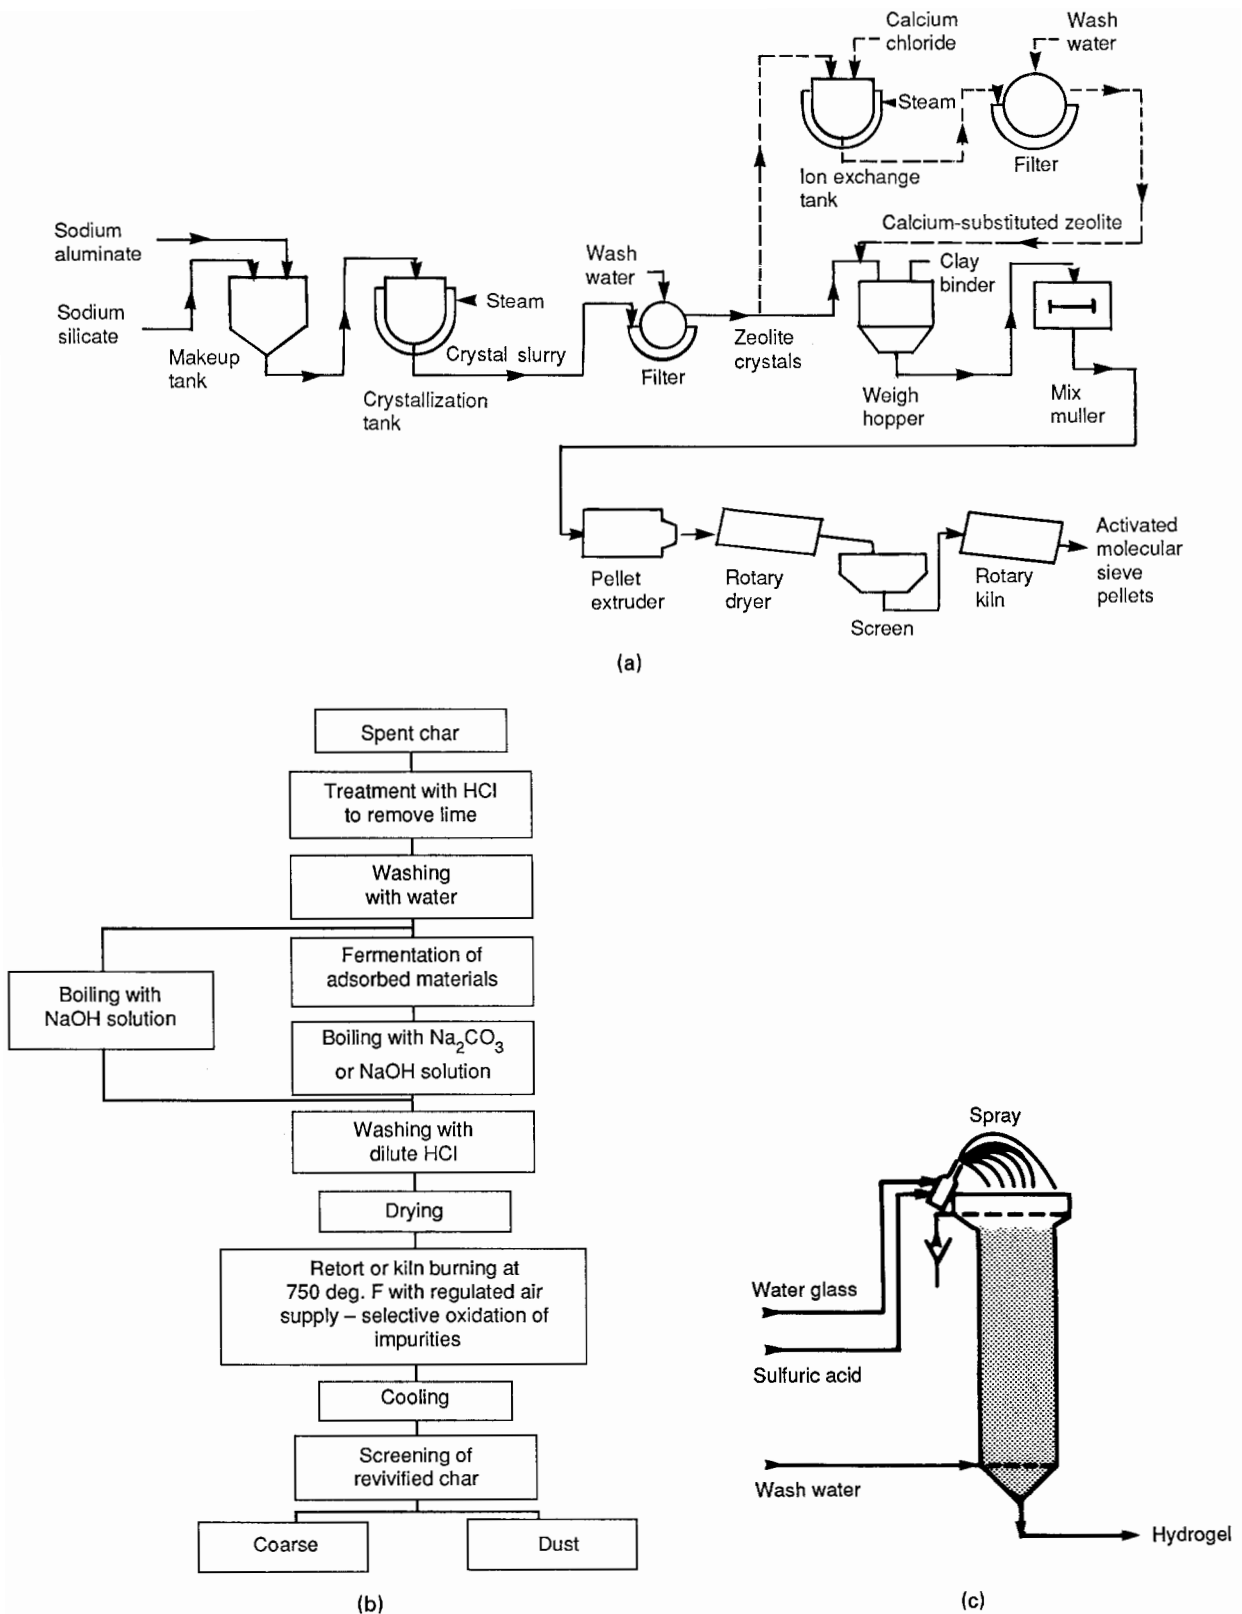 Calcium
chloride
Wash
water
Steam
Filter
Ion exchange
tank
Calcium-substituted zeolite
Sodium
aluminate
Wash
water
Clay
binder
Steam
Sodium
silicate
Makeup
tank
Crystal slurry
Zeolite
crystals
Filter
Crystallization
tank
Weigh
hopper
Mix
muller
Activated
molecular
sieve
pellets
Pellet
extruder
Rotary
dryer
Rotary
kiln
Screen
(a)
Spent char
Treatment with HCl
to remove lime
Washing
with water
Fermentation of
adsorbed materials
Boiling with
NaOH solution
Boiling with Na2CO3
or NaOH solution
Washing with
dilute HCl
Drying
Retort or kiln burning at
750 deg. F with regulated air
supply – selective oxidation of
impurities
Cooling
Screening of
revivified char
Coarse
Dust
(b)
Spray
Water glass
Sulfuric acid
Wash water
Hydrogel
(c)